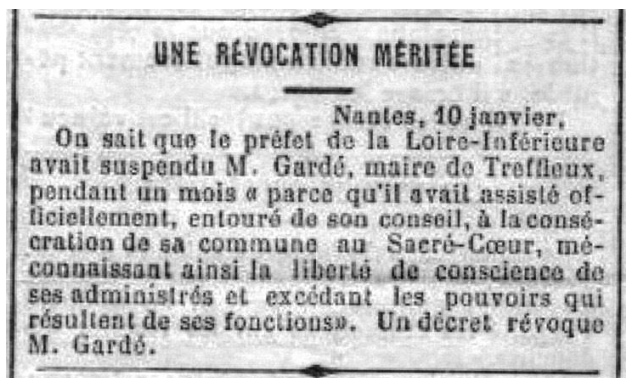 UNE RÉVOCATION MÉRITÉE
Nantes, 10 janvier.
On sait que le préfet de la Loire-Inférieure
avait suspendu M. Gardé, maire de Treffieux,
pendant un mois « parce qu'il avait assisté of-
ficiellement, entouré de son conseil, à la consé-
cration de sa commune au Sacré-Cœur, mé-
connaissant ainsi la liberté de conscience de
ses administrés et excédant les pouvoirs qui
résultent de ses fonctions». Un décret révoque
M. Gardé.